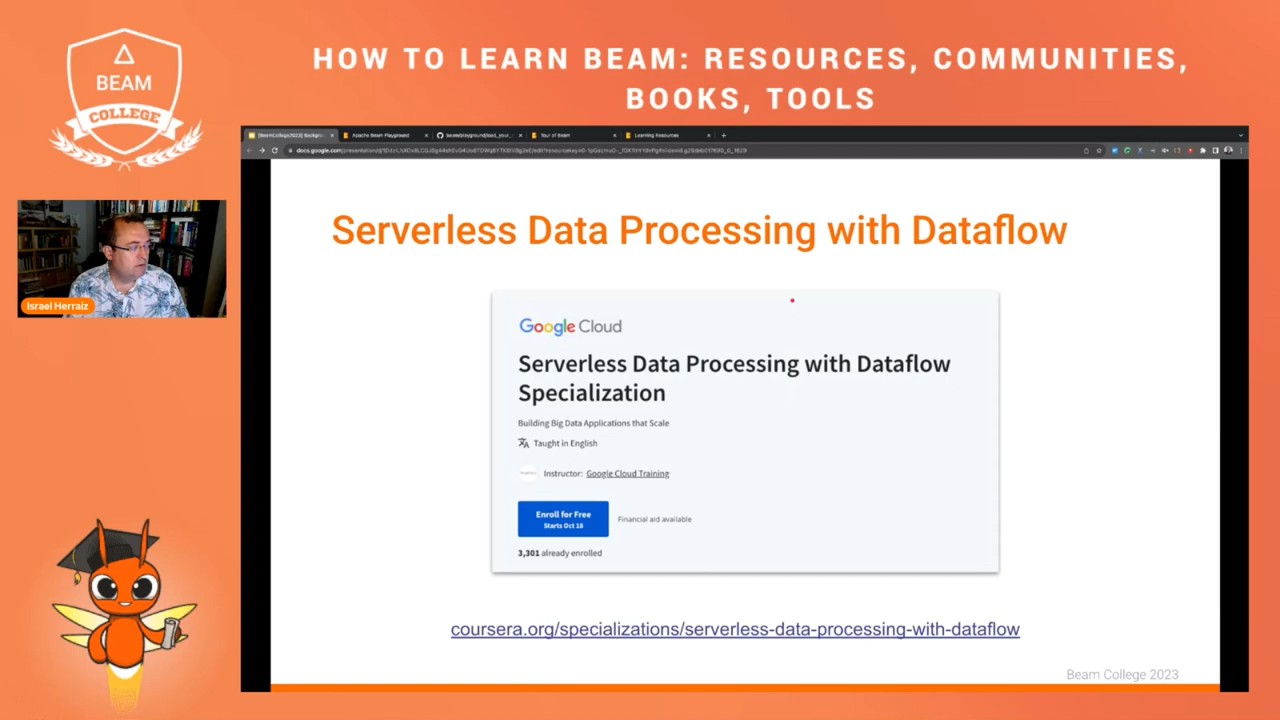 BEAM
COLLEGE
HOW TO LEARN BEAM: RESOURCES, COMMUNITIES,
BOOKS, TOOLS
Apache Beam Playground
Tour of Beam
Learning Resources
Israel Herraiz
Serverless Data Processing with Dataflow
Google Cloud
Serverless Data Processing with Dataflow
Specialization
Building Big Data Applications that Scale
Taught in English
Instructor: Google Cloud Training
Enroll for Free
Starts Oct 18
Financial aid available
3,301 already enrolled
coursera.org/specializations/serverless-data-processing-with-dataflow
Beam College 2023